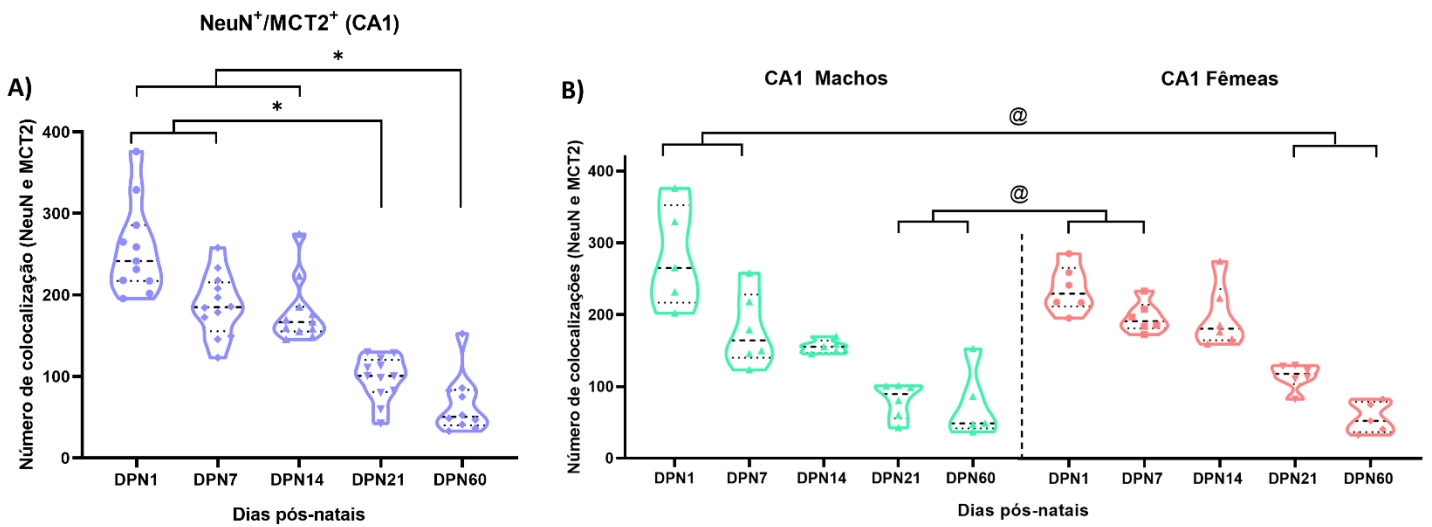 NeuN+/MCT2+ (CA1)
A)
*
*
Número de colocalização (NeuN e MCT2)
400
300
200
100
0
DPN1 DPN7 DPN14 DPN21 DPN60
Dias pós-natais
B)
CA1 Machos CA1 Fêmeas
@
@
Número de colocalizações (NeuN e MCT2)
400
300
200
100
0
DPN1 DPN7 DPN14 DPN21 DPN60 DPN1 DPN7 DPN14 DPN21 DPN60
Dias pós-natais